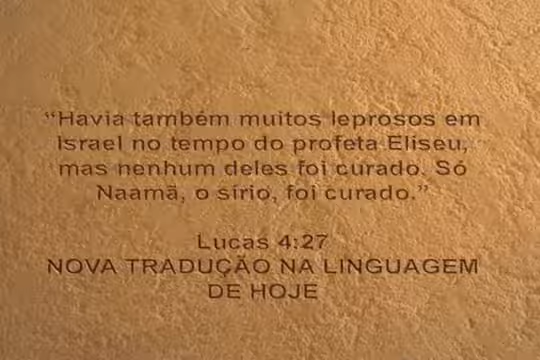 “Havia também muitos leprosos em
Israel no tempo do profeta Eliseu,
mas nenhum deles foi curado. Só
Naamã, o sírio, foi curado.”
Lucas 4:27
NOVA TRADUÇÃO NA LINGUAGEM
DE HOJE